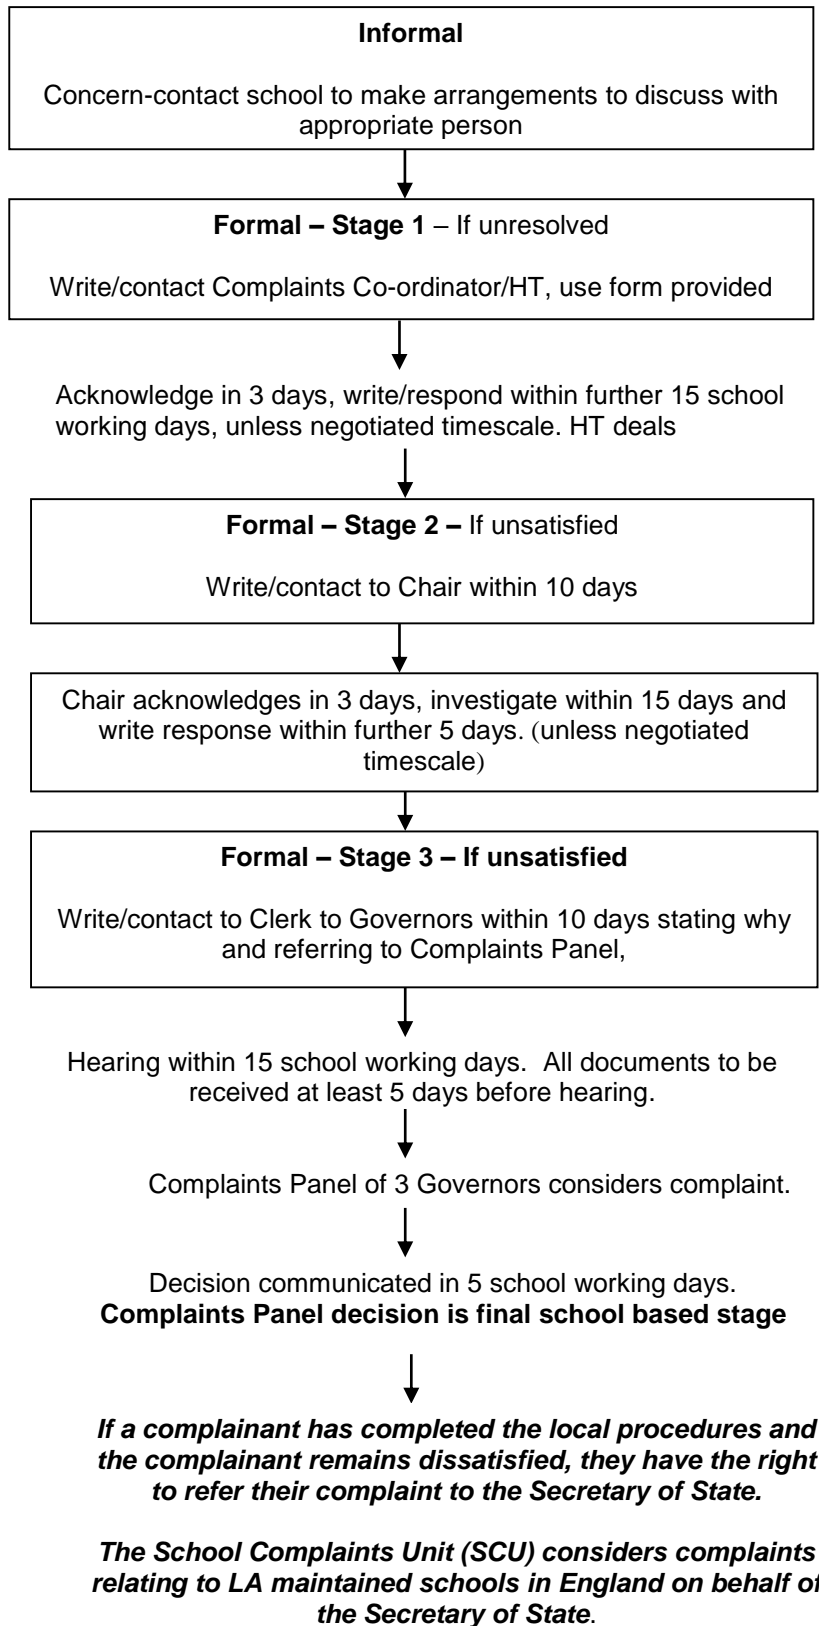 Informal
Concern-contact school to make arrangements to discuss with
appropriate person
Formal – Stage 1 – If unresolved
Write/contact Complaints Co-ordinator/HT, use form provided
Acknowledge in 3 days, write/respond within further 15 school
working days, unless negotiated timescale. HT deals
Formal – Stage 2 – If unsatisfied
Write/contact to Chair within 10 days
Chair acknowledges in 3 days, investigate within 15 days and
write response within further 5 days. (unless negotiated
timescale)
Formal – Stage 3 – If unsatisfied
Write/contact to Clerk to Governors within 10 days stating why
and referring to Complaints Panel,
Hearing within 15 school working days.  All documents to be
received at least 5 days before hearing.
Complaints Panel of 3 Governors considers complaint.
Decision communicated in 5 school working days.
Complaints Panel decision is final school based stage
If a complainant has completed the local procedures and
the complainant remains dissatisfied, they have the right
to refer their complaint to the Secretary of State.
The School Complaints Unit (SCU) considers complaints
relating to LA maintained schools in England on behalf of
the Secretary of State.